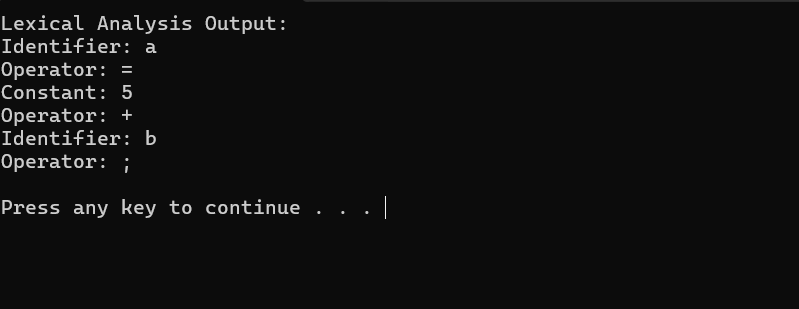 Lexical Analysis Output:
Identifier: a
Operator: =
Constant: 5
Operator: +
Identifier: b
Operator: ;
Press any key to continue . . .